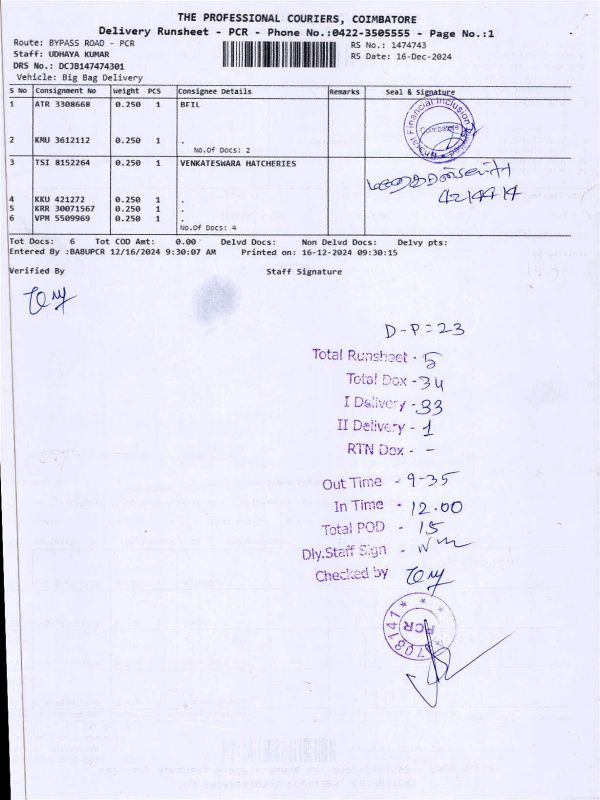 THE PROFESSIONAL COURIERS, COIMBATORE
Delivery Runsheet - PCR - Phone No.:0422-3505555 - Page No.:1
Route: BYPASS ROAD - PCR
RS No.: 1474743
Staff: UDHAYA KUMAR
RS Date: 16-Dec-2024
DRS No.: DCJB147474301
Vehicle: Big Bag Delivery
S No Consignment No Weight PCS Consignee Details Remarks Seal & Signature
1 ATR 3308668 0.250 1 BFIL
Financial Inclusion
Coimbatore
2 KMU 3612112 0.250 1 .
No.Of Docs: 2
3 TSI 8152264 0.250 1 VENKATESWARA HATCHERIES
4 KKU 421272 0.250 1 .
5 KRR 30071567 0.250 1 .
6 VPM 5509969 0.250 1 .
No.Of Docs: 4
Tot Docs: 6 Tot COD Amt: 0.00 Delvd Docs: Non Delvd Docs: Delvy pts:
Entered By :BABUPCR 12/16/2024 9:30:07 AM Printed on: 16-12-2024 09:30:15
Verified By Staff Signature
D-P=23
Total Runsheet - 5
Total Dox - 34
I Delivery - 33
II Delivery - 1
RTN Dox - -
Out Time - 9-35
In Time - 12.00
Total POD - 15
Dly.Staff Sign -
Checked by
PCR
708141